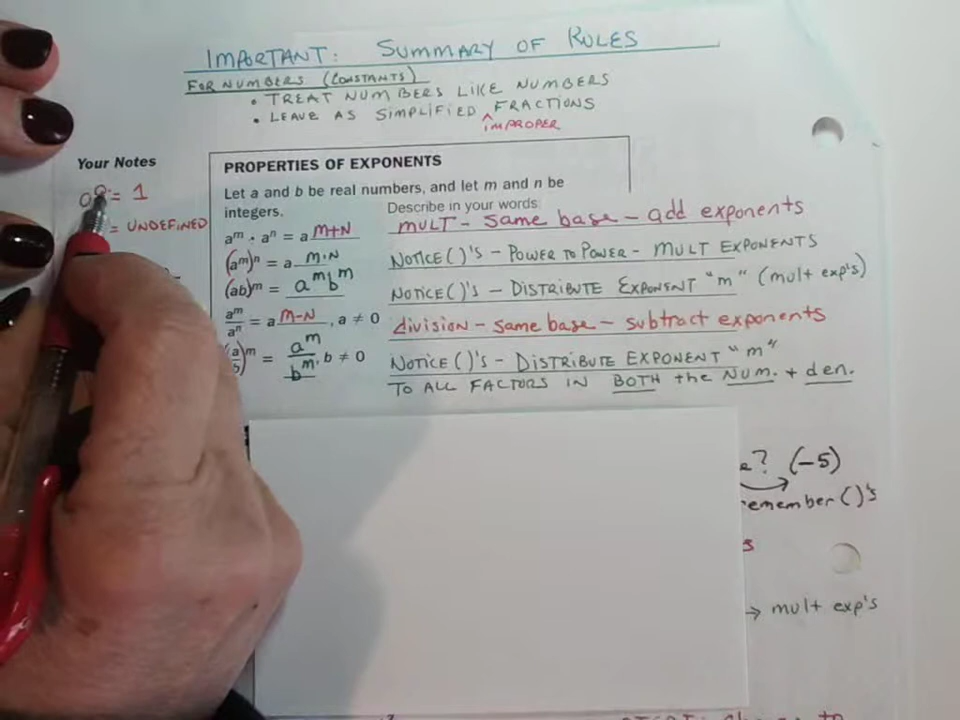 IMPORTANT: SUMMARY OF RULES
FOR NUMBERS (CONSTANTS)
• TREAT NUMBERS LIKE NUMBERS
• LEAVE AS SIMPLIFIED ^ FRACTIONS
IMPROPER
Your Notes
= 1
= UNDEFINED
PROPERTIES OF EXPONENTS
Let a and b be real numbers, and let m and n be
integers.
Describe in your words:
aᵐ · aⁿ = a M+N MULT - same base - add exponents
(aᵐ)ⁿ = a M·N NOTICE ( )'S - POWER TO POWER - MULT EXPONENTS
(ab)ᵐ = aᵐbᵐ NOTICE ( )'S - DISTRIBUTE EXPONENT "m" (mult exp's)
aᵐ/aⁿ = a M-N, a ≠ 0 division - same base - subtract exponents
)ᵐ = aᵐ/bᵐ, b ≠ 0 NOTICE ( )'S - DISTRIBUTE EXPONENT "m"
TO ALL FACTORS IN BOTH the NUM. + den.
e? (-5)
remember ( )'s
s
→ mult exp's